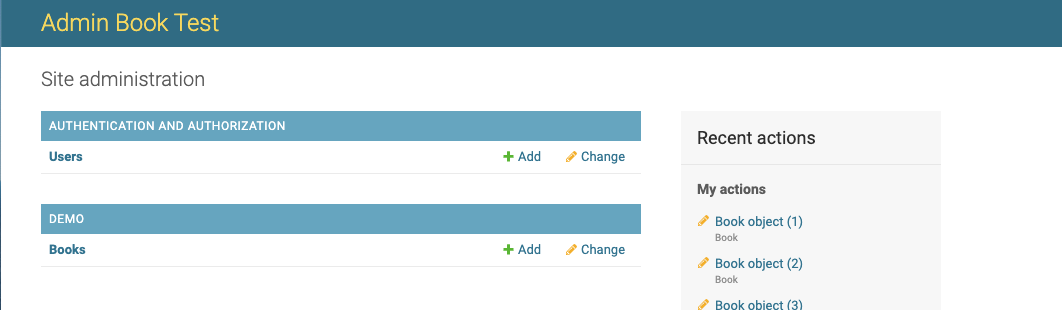 Admin Book Test
Site administration
AUTHENTICATION AND AUTHORIZATION
Users Add Change
DEMO
Books Add Change
Recent actions
My actions
Book object (1)
Book
Book object (2)
Book
Book object (3)